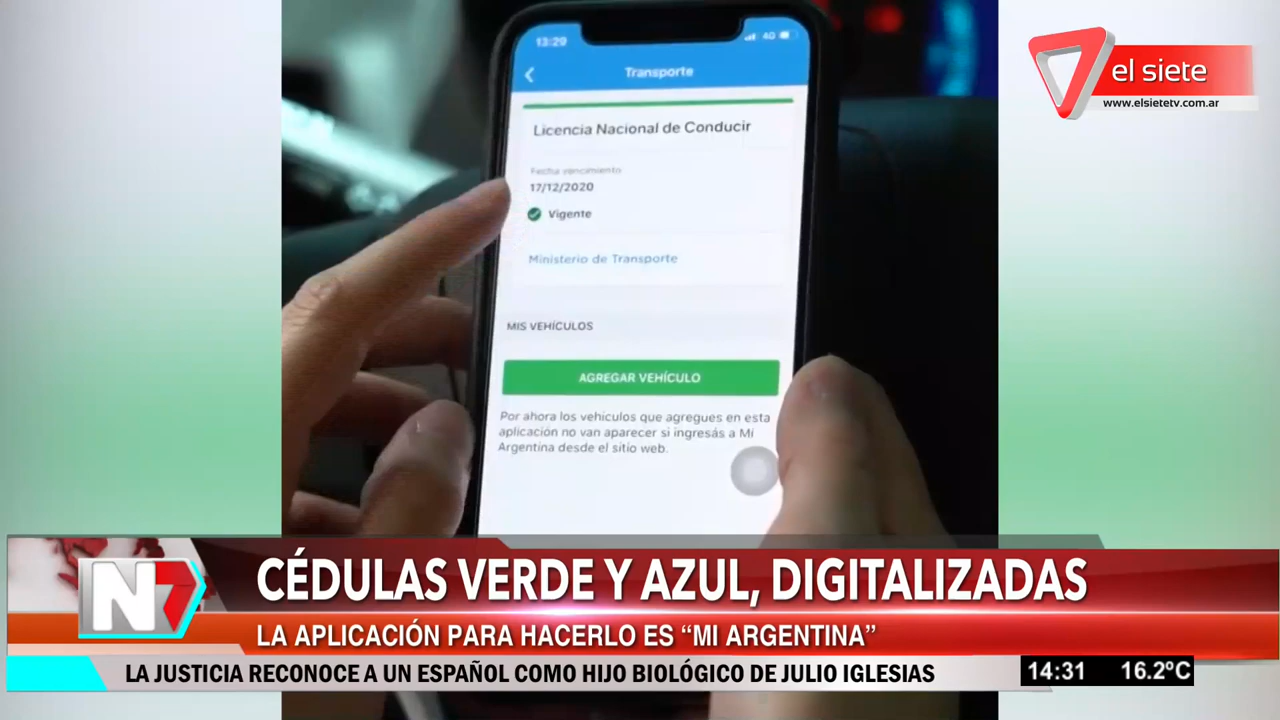 13:29
4G
Transporte
Licencia Nacional de Conducir
Fecha vencimiento
17/12/2020
Vigente
Ministerio de Transporte
MIS VEHÍCULOS
AGREGAR VEHÍCULO
Por ahora los vehículos que agregues en esta
aplicación no van aparecer si ingresás a Mi
Argentina desde el sitio web.
el siete
www.elsietetv.com.ar
N7
CÉDULAS VERDE Y AZUL, DIGITALIZADAS
LA APLICACIÓN PARA HACERLO ES “MI ARGENTINA”
LA JUSTICIA RECONOCE A UN ESPAÑOL COMO HIJO BIOLÓGICO DE JULIO IGLESIAS
14:31 16.2°C